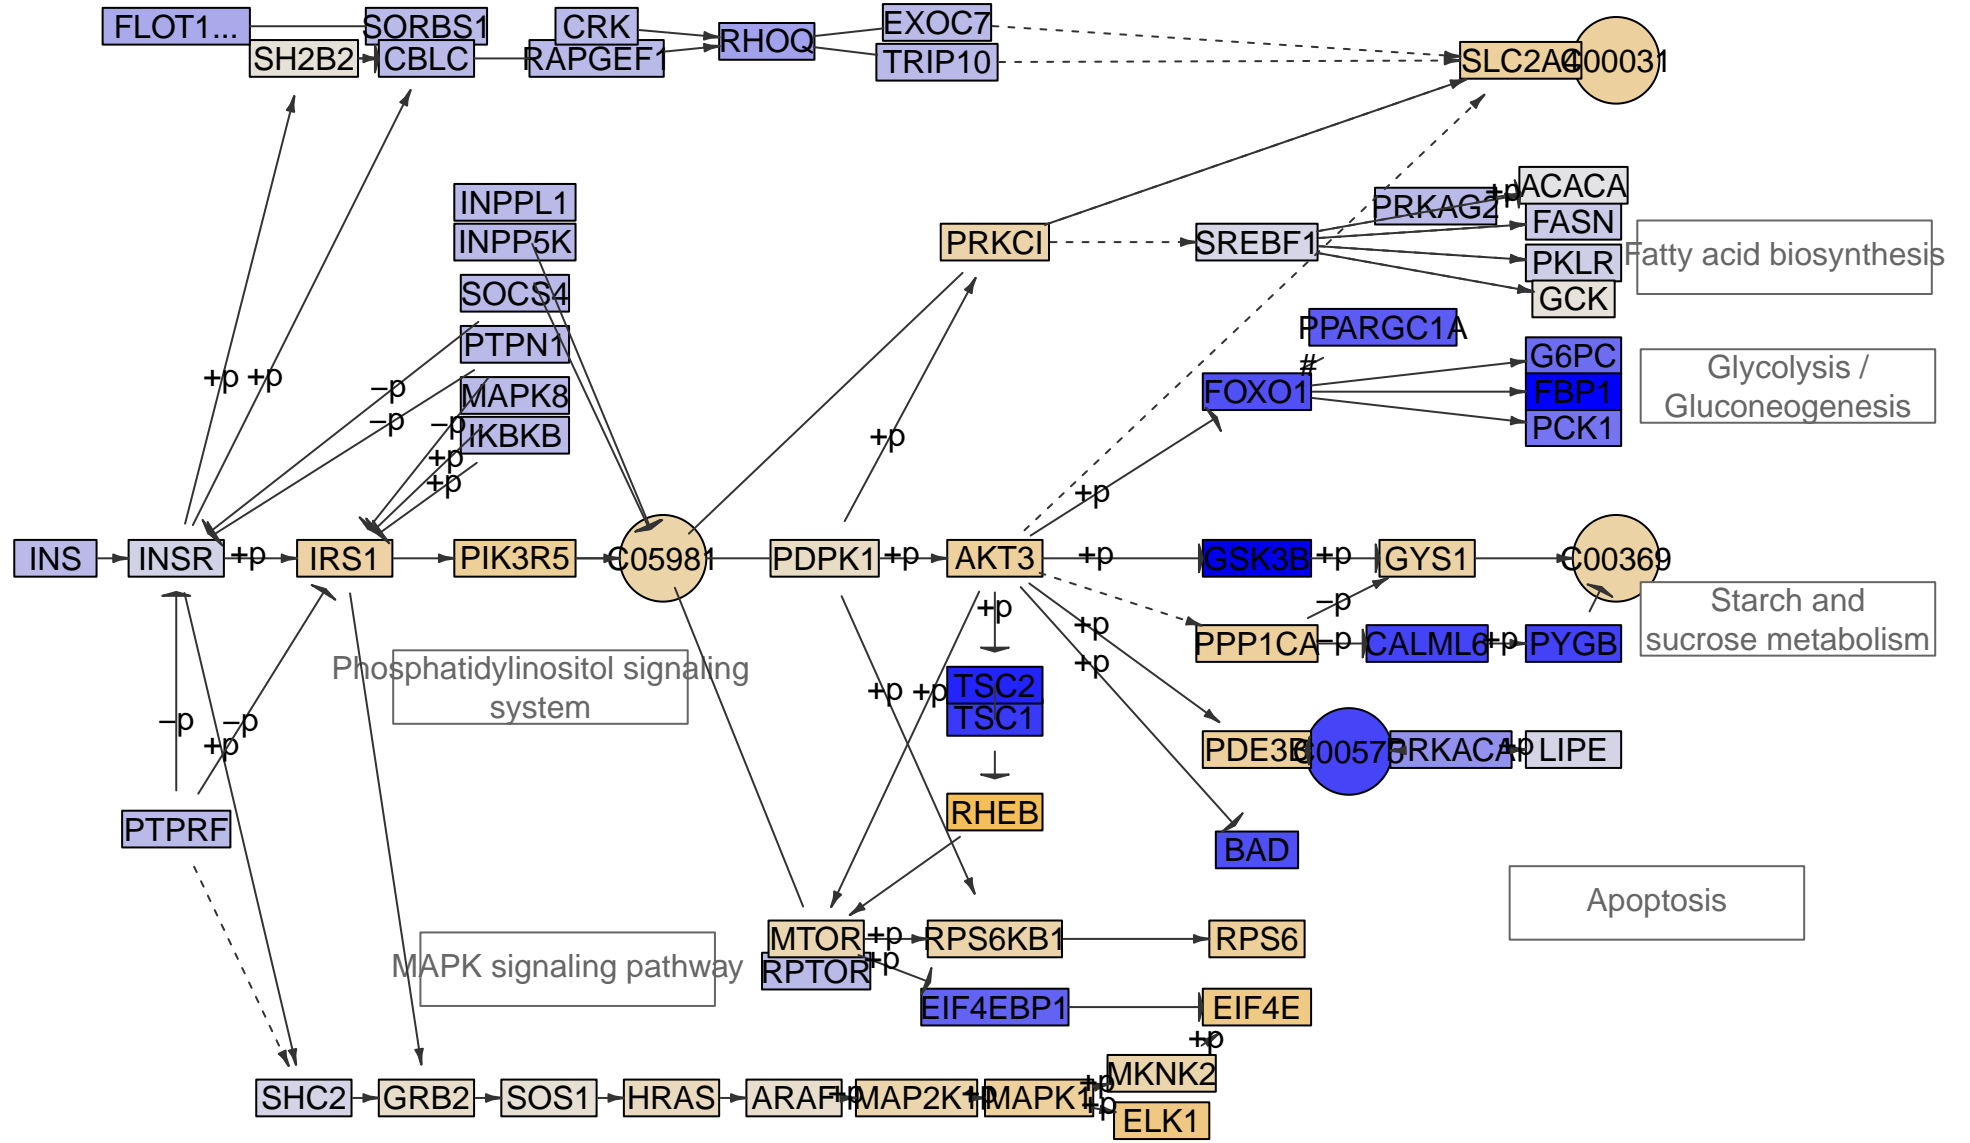 FLOT1...
SORBS1
CRK
EXOC7
SH2B2
CBLC
RAPGEF1
RHOQ
TRIP10
SLC2A4
C00031
INPPL1
INPP5K
SOCS4
PTPN1
MAPK8
IKBKB
PRKCI
SREBF1
PRKAG2
+p
ACACA
FASN
PKLR
GCK
Fatty acid biosynthesis
PPARGC1A
#
FOXO1
G6PC
FBP1
PCK1
Glycolysis /
Gluconeogenesis
+p
+p
−p
−p
−p
+p
+p
+p
+p
INS
INSR
+p
IRS1
PIK3R5
C05981
PDPK1
+p
AKT3
+p
GSK3B
+p
GYS1
C00369
+p
+p
+p
−p
PPP1CA
−p
CALML6
+p
PYGB
Starch and
sucrose metabolism
Phosphatidylinositol signaling
system
−p
−p
+p
+p
+p
TSC2
TSC1
PDE3B
C00575
PRKACA
+p
LIPE
RHEB
PTPRF
BAD
Apoptosis
MTOR
+p
RPS6KB1
RPS6
MAPK signaling pathway
RPTOR
+p
EIF4EBP1
EIF4E
+p
SHC2
GRB2
SOS1
HRAS
ARAF
+p
MAP2K1
+p
MAPK1
+p
+p
MKNK2
ELK1